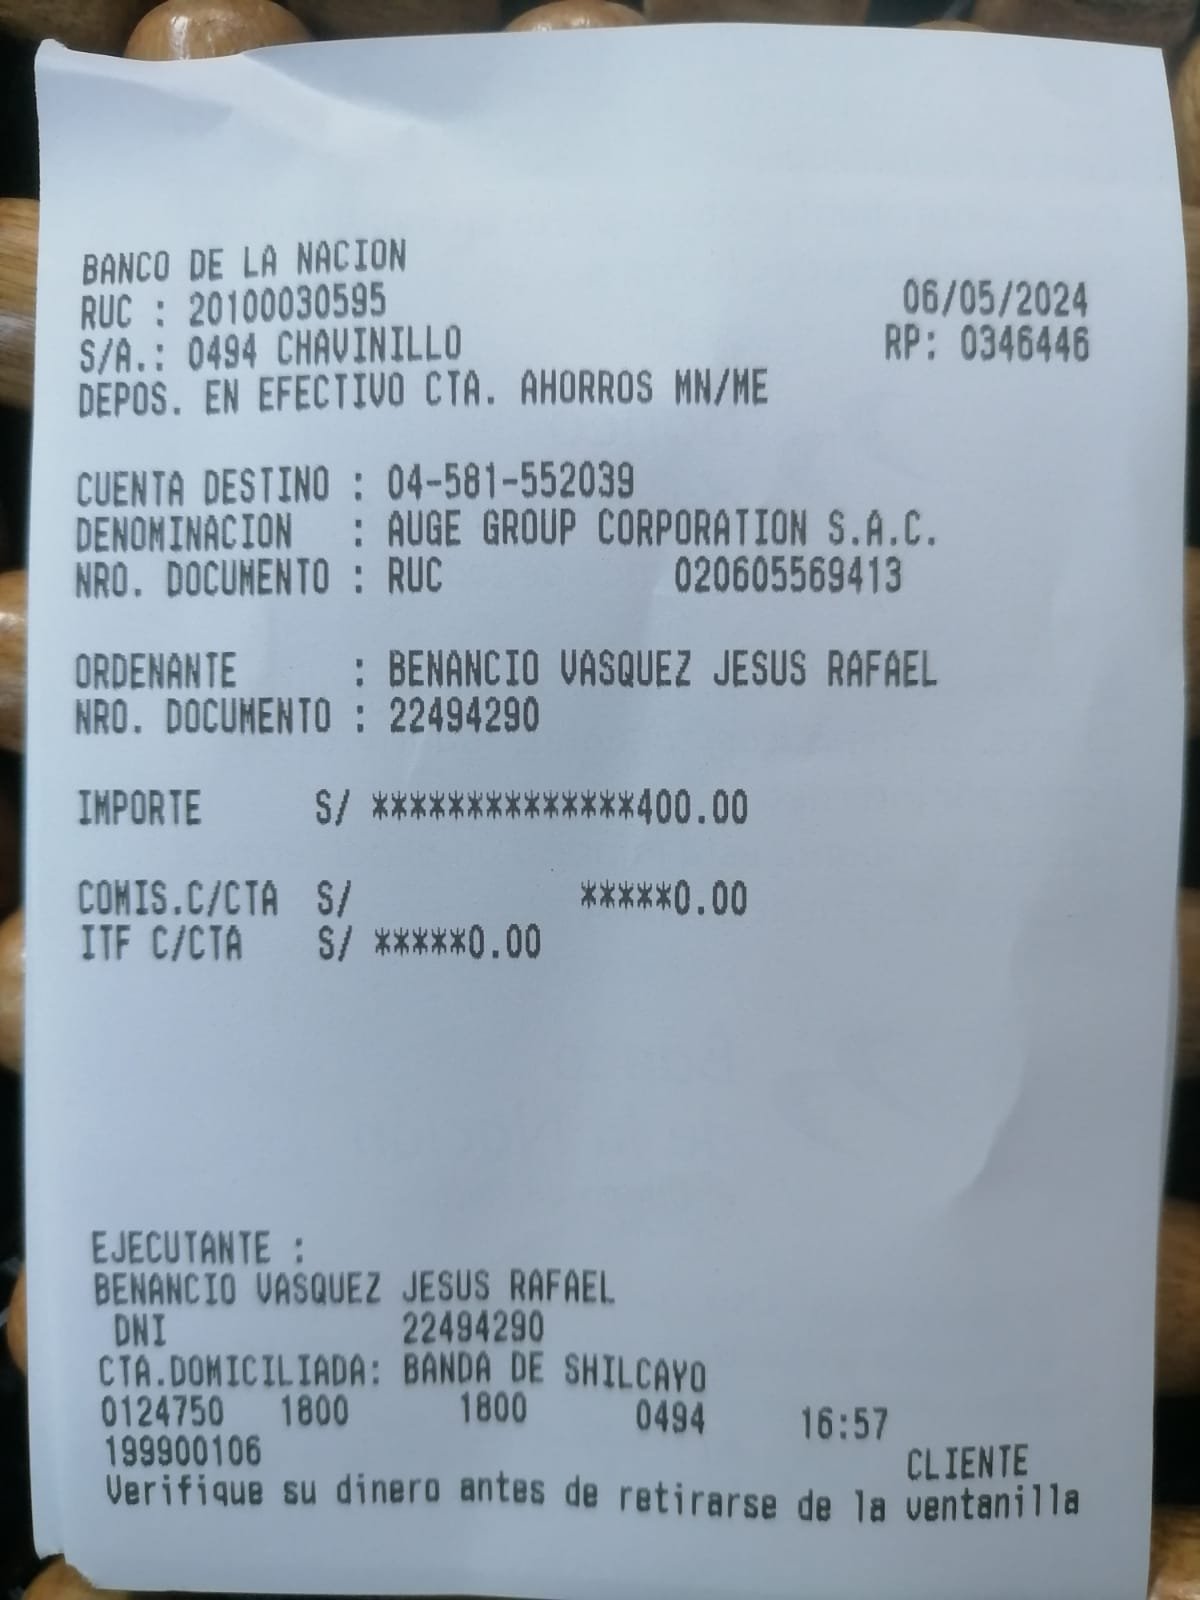 BANCO DE LA NACION
RUC : 20100030595 06/05/2024
S/A.: 0494 CHAVINILLO RP: 0346446
DEPOS. EN EFECTIVO CTA. AHORROS MN/ME
CUENTA DESTINO : 04-581-552039
DENOMINACION : AUGE GROUP CORPORATION S.A.C.
NRO. DOCUMENTO : RUC 020605569413
ORDENANTE : BENANCIO VASQUEZ JESUS RAFAEL
NRO. DOCUMENTO : 22494290
IMPORTE S/ **************400.00
COMIS.C/CTA S/ *****0.00
ITF C/CTA S/ *****0.00
EJECUTANTE :
BENANCIO VASQUEZ JESUS RAFAEL
DNI 22494290
CTA.DOMICILIADA: BANDA DE SHILCAYO
0124750 1800 1800 0494 16:57
199900106 CLIENTE
Verifique su dinero antes de retirarse de la ventanilla